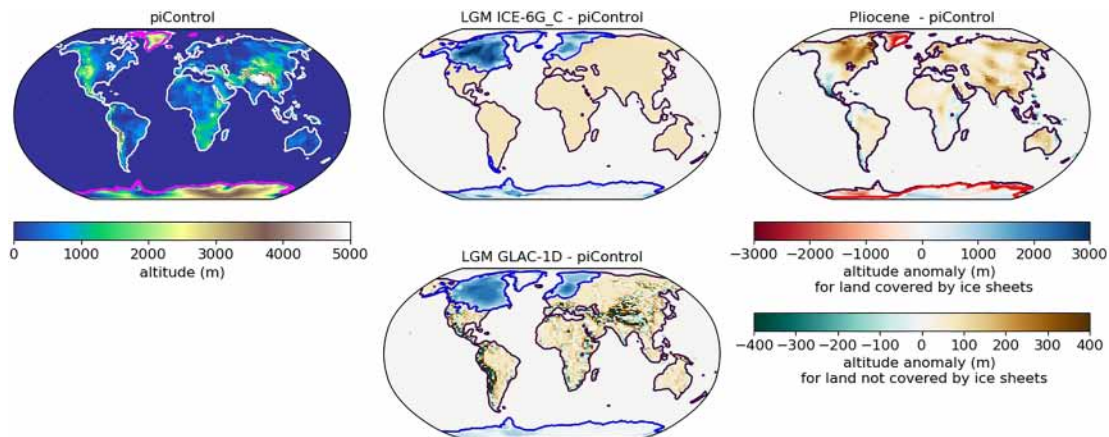 piControl
LGM ICE-6G_C - piControl
Pliocene - piControl
0 1000 2000 3000 4000 5000
altitude (m)
−3000 −2000 −1000 0 1000 2000 3000
altitude anomaly (m)
for land covered by ice sheets
LGM GLAC-1D - piControl
−400 −300 −200 −100 0 100 200 300 400
altitude anomaly (m)
for land not covered by ice sheets